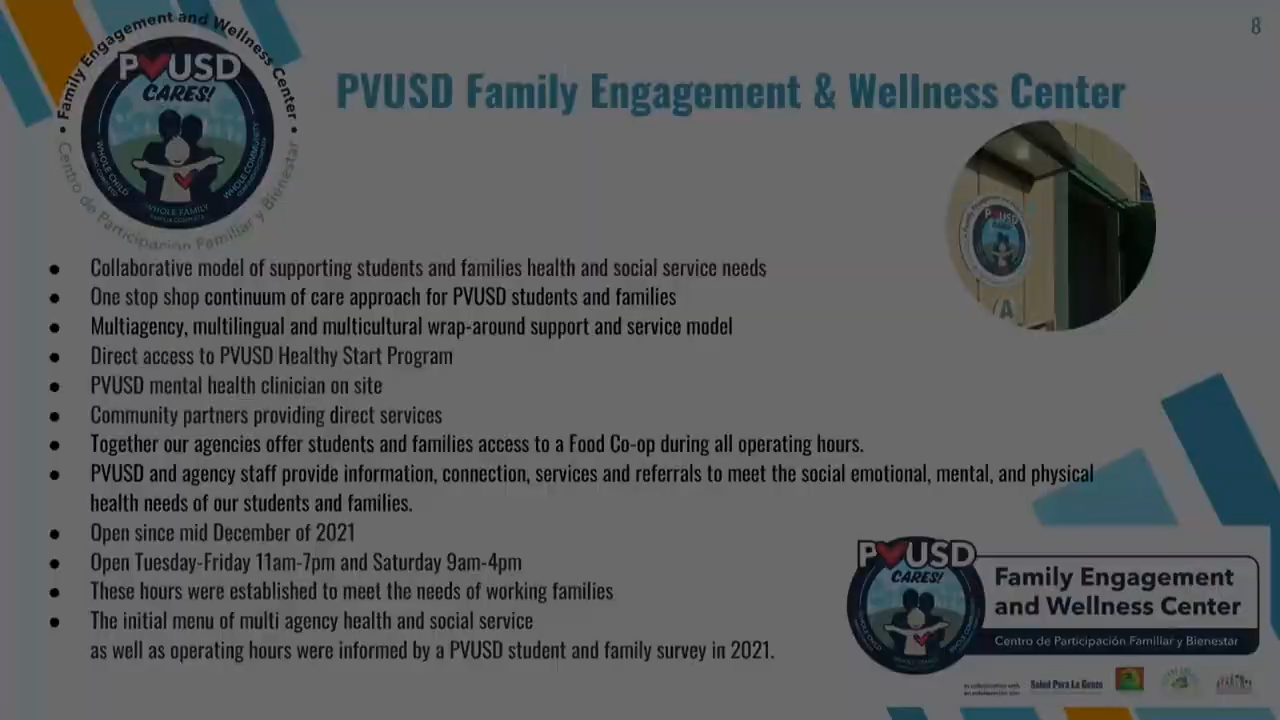 8
Family Engagement and Wellness Center
PVUSD
CARES!
WHOLE CHILD
WHOLE COMMUNITY
WHOLE FAMILY
Centro de Participación Familiar y Bienestar
PVUSD Family Engagement & Wellness Center
PUSD
A
● Collaborative model of supporting students and families health and social service needs
● One stop shop continuum of care approach for PVUSD students and families
● Multiagency, multilingual and multicultural wrap-around support and service model
● Direct access to PVUSD Healthy Start Program
● PVUSD mental health clinician on site
● Community partners providing direct services
● Together our agencies offer students and families access to a Food Co-op during all operating hours.
● PVUSD and agency staff provide information, connection, services and referrals to meet the social emotional, mental, and physical
health needs of our students and families.
● Open since mid December of 2021
● Open Tuesday-Friday 11am-7pm and Saturday 9am-4pm
● These hours were established to meet the needs of working families
● The initial menu of multi agency health and social service
as well as operating hours were informed by a PVUSD student and family survey in 2021.
PVUSD
CARES!
Family Engagement
and Wellness Center
Centro de Participación Familiar y Bienestar
Salud Para La Gente